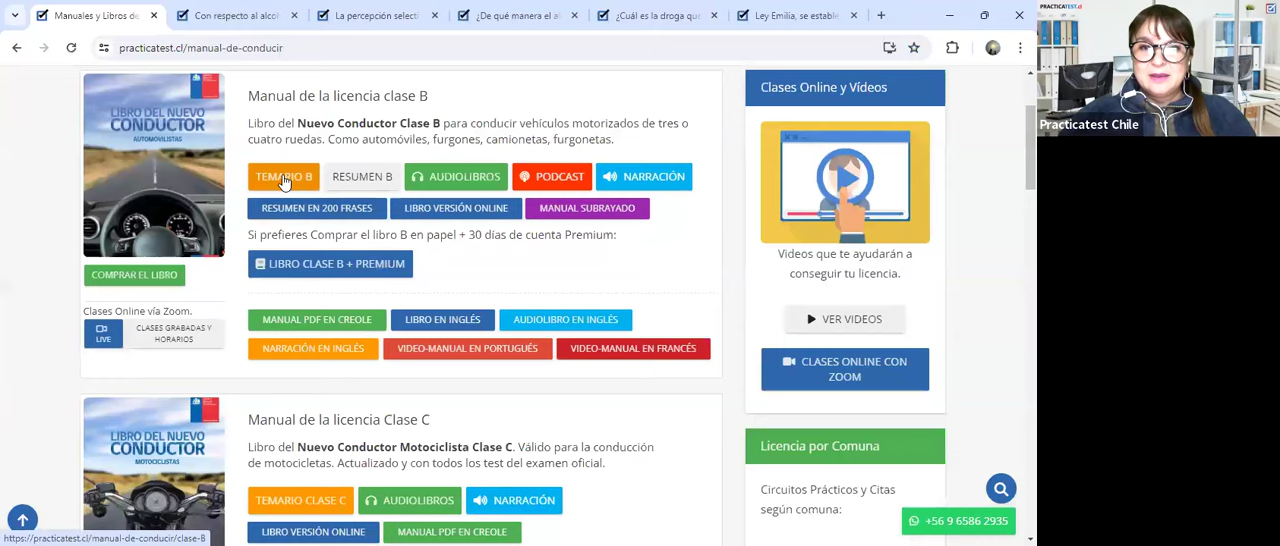 Manuales y Libros de
Con respecto al alcoh
ción selecti
¿De qué manera el al
¿Cuál es la droga que
Ley Emilia, se estable
practicatest.cl/manual-de-conducir
LIBRO DEL NUEVO
CONDUCTOR
AUTOMOVILISTAS
COMPRAR EL LIBRO
Clases Online vía Zoom.
LIVE
CLASES GRABADAS Y
HORARIOS
Manual de la licencia clase B
Libro del Nuevo Conductor Clase B para conducir vehículos motorizados de tres o
cuatro ruedas. Automóviles, furgones, camionetas, furgonetas.
TEMARIO B
RESUMEN B
AUDIOLIBROS
PODCAST
NARRACIÓN
RESUMEN EN 200 FRASES
LIBRO VERSIÓN ONLINE
MANUAL SUBRAYADO
Si prefieres Comprar el libro B en papel + 30 días de cuenta Premium:
LIBRO CLASE B + PREMIUM
MANUAL PDF EN CREOLE
LIBRO EN INGLÉS
AUDIOLIBRO EN INGLÉS
NARRACIÓN EN INGLÉS
VIDEO-MANUAL EN PORTUGUÉS
VIDEO-MANUAL EN FRANCÉS
LIBRO DEL NUEVO
CONDUCTOR
MOTOCICLISTAS
Manual de la licencia Clase C
Libro del Nuevo Conductor Motociclista Clase C. Válido para la conducción
de motocicletas. Actualizado y con todos los test del examen oficial.
TEMARIO CLASE C
AUDIOLIBROS
NARRACIÓN
LIBRO VERSIÓN ONLINE
MANUAL PDF EN CREOLE
https://practicatest.cl/manual-de-conducir/clase-B
Clases Online y Vídeos
Videos que te ayudarán a
conseguir tu licencia.
VER VIDEOS
CLASES ONLINE CON
ZOOM
Licencia por Comuna
Circuitos Prácticos y Citas
según comuna:
+56 9 6586 2935
PRACTICATEST.cl
Practicatest Chile